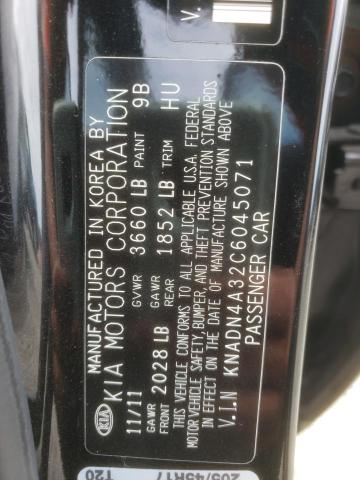 MANUFACTURED IN KOREA BY
KIA MOTORS CORPORATION
KIA
11/11 GVWR 3660 LB PAINT 9B
GAWR FRONT 2028 LB GAWR REAR 1852 LB TRIM HU
THIS VEHICLE CONFORMS TO ALL APPLICABLE U.S.A. FEDERAL
MOTOR VEHICLE SAFETY, BUMPER, AND THEFT PREVENTION STANDARDS
IN EFFECT ON THE DATE OF MANUFACTURE SHOWN ABOVE
V.I.N KNADN4A32C6045071
PASSENGER CAR
V.
205/45R17
T20